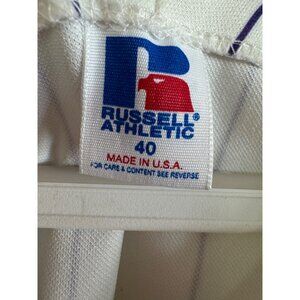 RUSSELL®
ATHLETIC
40
MADE IN U.S.A.
FOR CARE & CONTENT SEE REVERSE